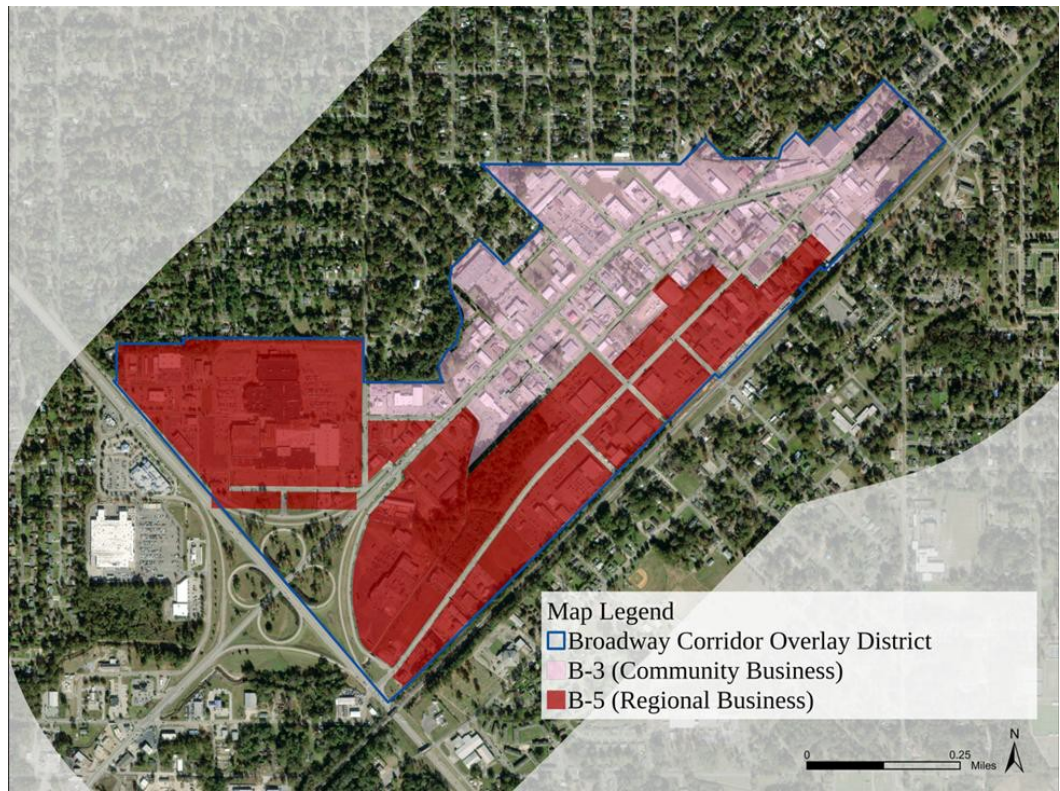 Map Legend
Broadway Corridor Overlay District
B-3 (Community Business)
B-5 (Regional Business)
N
0 0.25
Miles